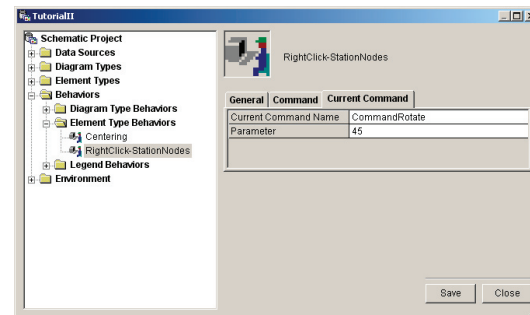 TutorialII
Schematic Project
Data Sources
Diagram Types
Element Types
Behaviors
Diagram Type Behaviors
Element Type Behaviors
Centering
RightClick-StationNodes
Legend Behaviors
Environment
RightClick-StationNodes
General Command Current Command
Current Command Name CommandRotate
Parameter 45
Save Close